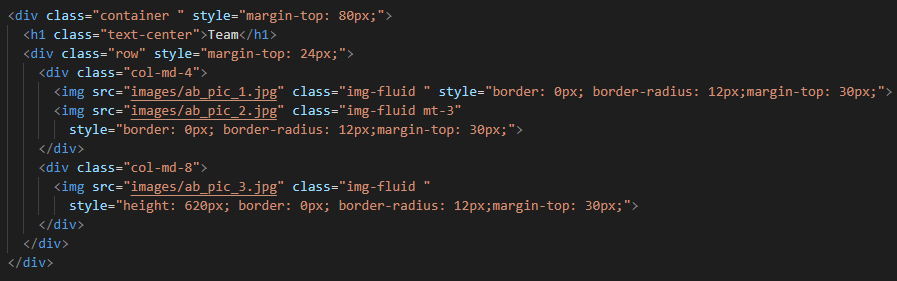 <div class="container " style="margin-top: 80px;">
<h1 class="text-center">Team</h1>
<div class="row" style="margin-top: 24px;">
<div class="col-md-4">
<img src="images/ab_pic_1.jpg" class="img-fluid " style="border: 0px; border-radius: 12px;margin-top: 30px;">
<img src="images/ab_pic_2.jpg" class="img-fluid mt-3"
style="border: 0px; border-radius: 12px;margin-top: 30px;">
</div>
<div class="col-md-8">
<img src="images/ab_pic_3.jpg" class="img-fluid "
style="height: 620px; border: 0px; border-radius: 12px;margin-top: 30px;">
</div>
</div>
</div>